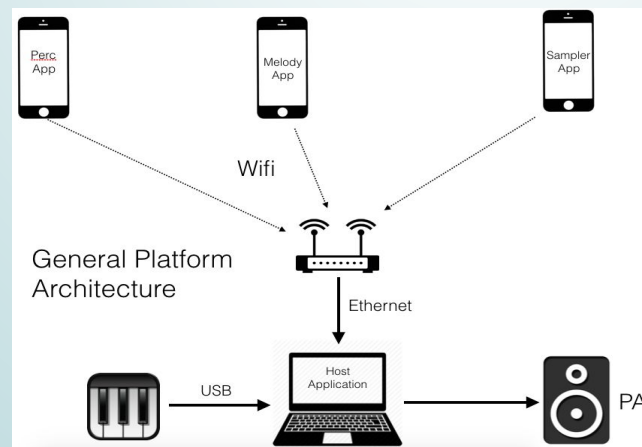 Perc
App
Melody
App
Sampler
App
Wifi
General Platform
Architecture
Ethernet
USB
Host
Application
PA